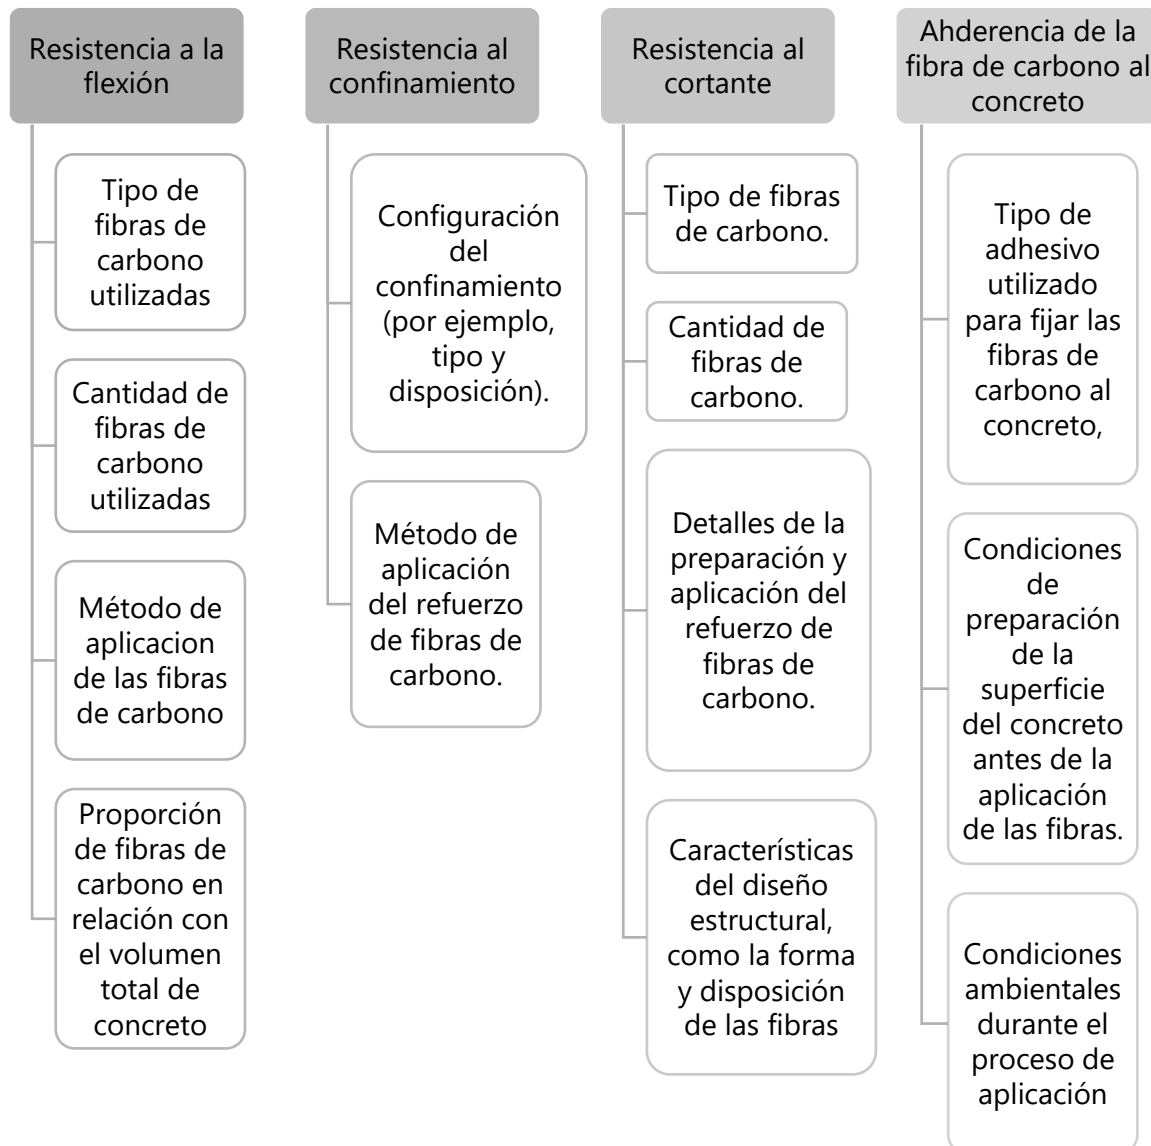 Resistencia a la
flexión
Tipo de
fibras de
carbono
utilizadas
Cantidad de
fibras de
carbono
utilizadas
Método de
aplicacion
de las fibras
de carbono
Proporción
de fibras de
carbono en
relación con
el volumen
total de
concreto
Resistencia al
confinamiento
Configuración
del
confinamiento
(por ejemplo,
tipo y
disposición).
Método de
aplicación
del refuerzo
de fibras de
carbono.
Resistencia al
cortante
Tipo de fibras
de carbono.
Cantidad de
fibras de
carbono.
Detalles de la
preparación y
aplicación del
refuerzo de
fibras de
carbono.
Características
del diseño
estructural,
como la forma
y disposición
de las fibras
Ahderencia de la
fibra de carbono al
concreto
Tipo de
adhesivo
utilizado
para fijar las
fibras de
carbono al
concreto,
Condiciones
de
preparación
de la
superficie
del concreto
antes de la
aplicación
de las fibras.
Condiciones
ambientales
durante el
proceso de
aplicación